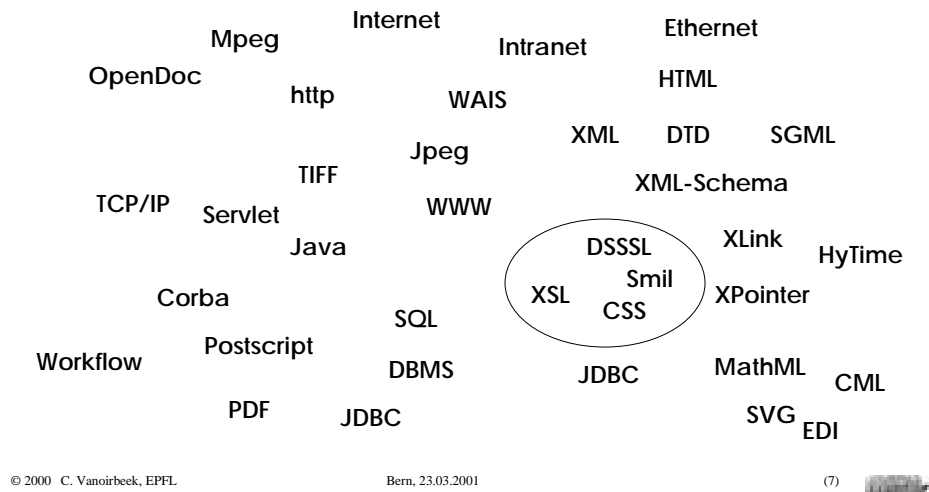 Internet
Ethernet
Mpeg
Intranet
OpenDoc
HTML
http
WAIS
XML DTD SGML
Jpeg
TIFF
XML-Schema
TCP/IP
Servlet
WWW
Java
DSSSL
XLink
HyTime
Smil
Corba
XSL
XPointer
CSS
SQL
Postscript
Workflow
DBMS
JDBC
MathML
CML
PDF
JDBC
SVG
EDI
© 2000 C. Vanoirbeek, EPFL Bern, 23.03.2001 (7)